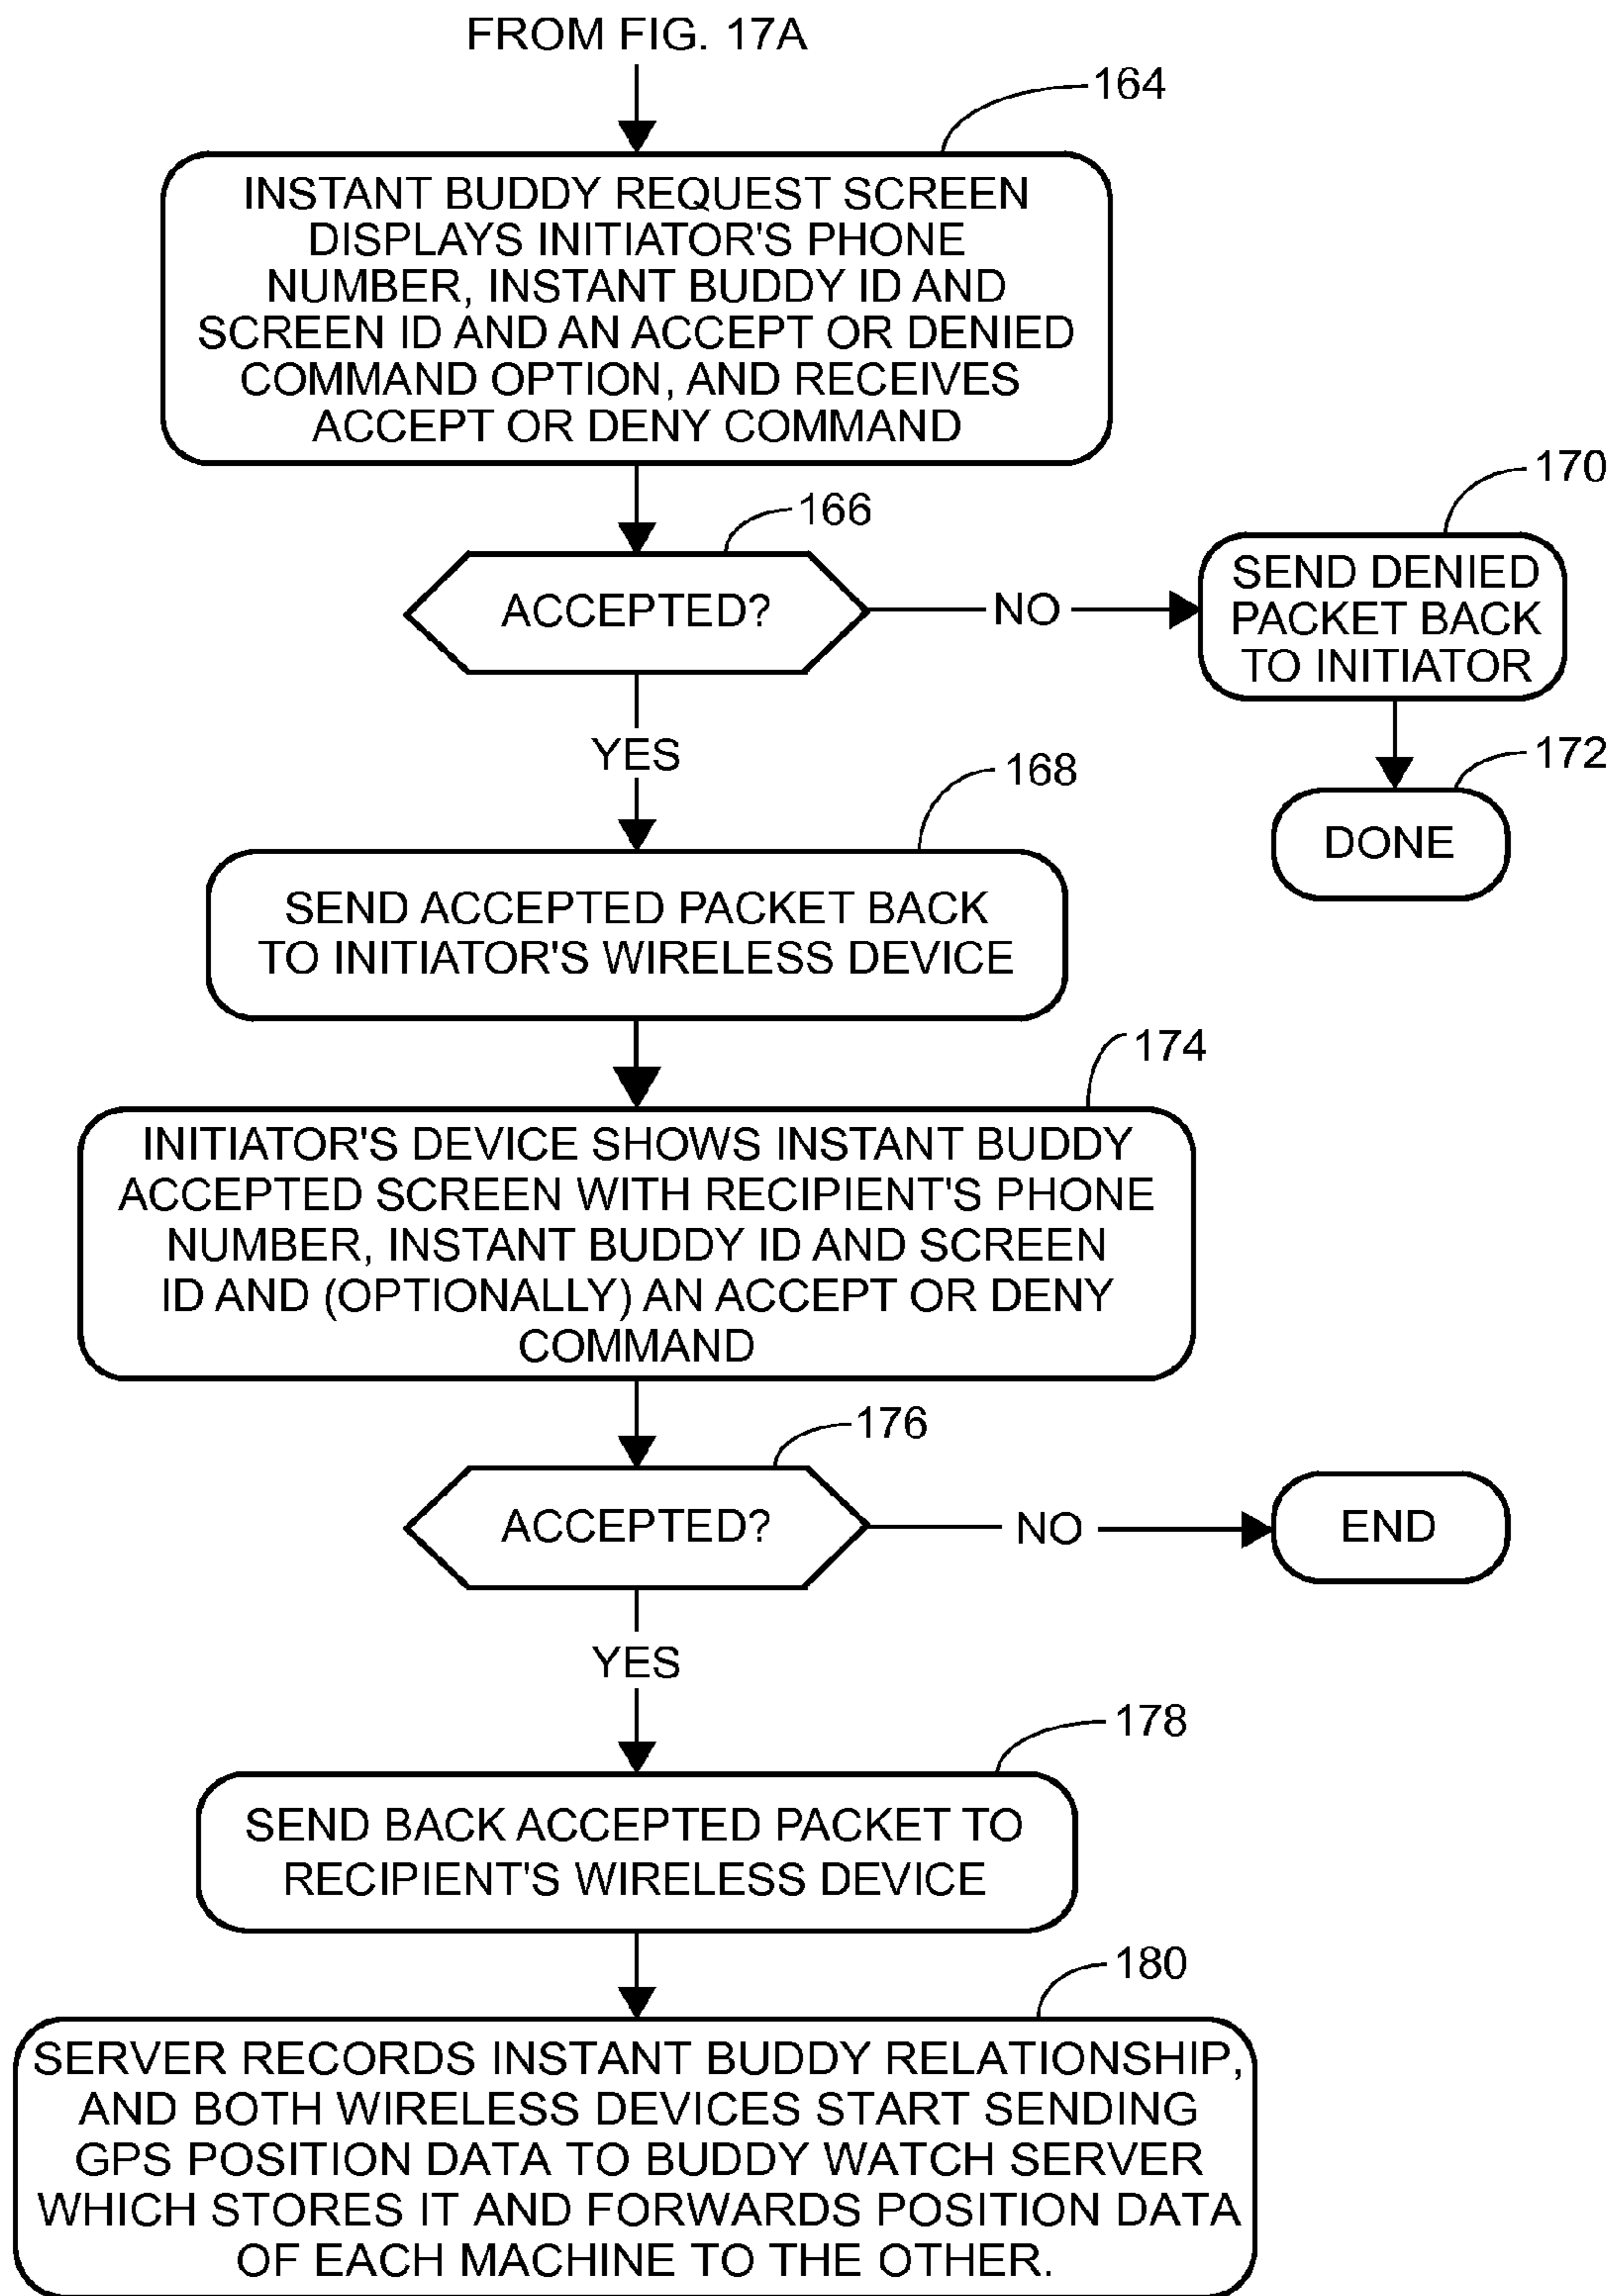 FROM FIG. 17A
164
INSTANT BUDDY REQUEST SCREEN
DISPLAYS INITIATOR'S PHONE
NUMBER, INSTANT BUDDY ID AND
SCREEN ID AND AN ACCEPT OR DENIED
COMMAND OPTION, AND RECEIVES
ACCEPT OR DENY COMMAND
166
ACCEPTED?
NO
170
SEND DENIED
PACKET BACK
TO INITIATOR
172
DONE
YES
168
SEND ACCEPTED PACKET BACK
TO INITIATOR'S WIRELESS DEVICE
174
INITIATOR'S DEVICE SHOWS INSTANT BUDDY
ACCEPTED SCREEN WITH RECIPIENT'S PHONE
NUMBER, INSTANT BUDDY ID AND SCREEN
ID AND (OPTIONALLY) AN ACCEPT OR DENY
COMMAND
176
ACCEPTED?
NO
END
YES
178
SEND BACK ACCEPTED PACKET TO
RECIPIENT'S WIRELESS DEVICE
180
SERVER RECORDS INSTANT BUDDY RELATIONSHIP,
AND BOTH WIRELESS DEVICES START SENDING
GPS POSITION DATA TO BUDDY WATCH SERVER
WHICH STORES IT AND FORWARDS POSITION DATA
OF EACH MACHINE TO THE OTHER.